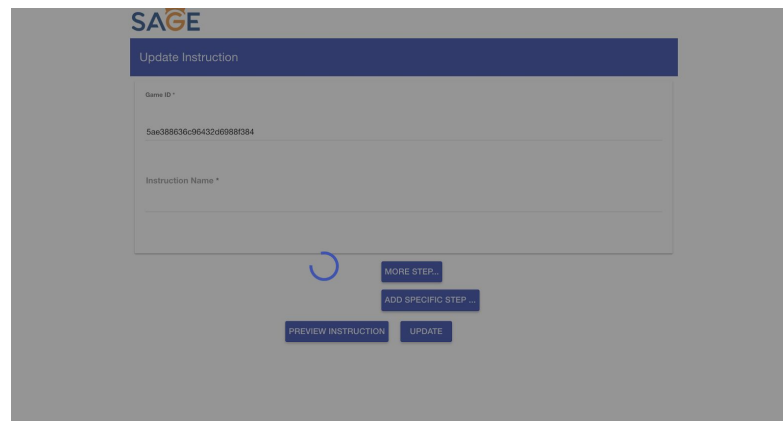 SAGE
Update Instruction
Game ID *
5ae388636c96432d6988f384
Instruction Name *
MORE STEP...
ADD SPECIFIC STEP ...
PREVIEW INSTRUCTION UPDATE